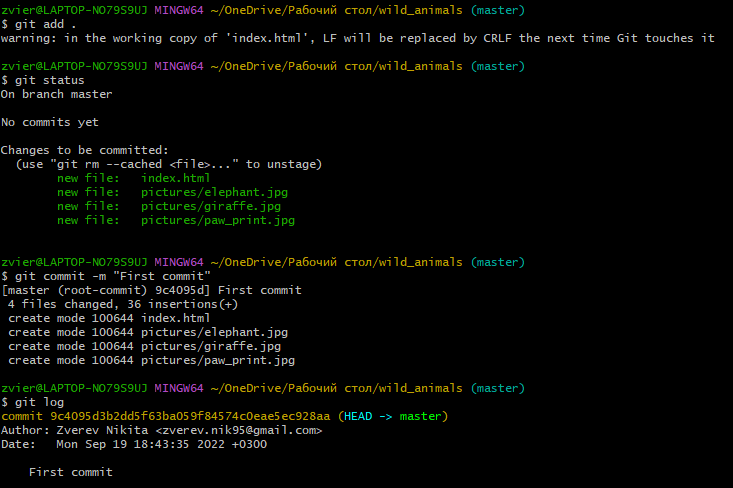 zvier@LAPTOP-NO79S9UJ MINGW64 ~/OneDrive/Рабочий стол/wild_animals (master)
$ git add .
warning: in the working copy of 'index.html', LF will be replaced by CRLF the next time Git touches it
zvier@LAPTOP-NO79S9UJ MINGW64 ~/OneDrive/Рабочий стол/wild_animals (master)
$ git status
On branch master
No commits yet
Changes to be committed:
(use "git rm --cached <file>..." to unstage)
new file:   index.html
new file:   pictures/elephant.jpg
new file:   pictures/giraffe.jpg
new file:   pictures/paw_print.jpg
zvier@LAPTOP-NO79S9UJ MINGW64 ~/OneDrive/Рабочий стол/wild_animals (master)
$ git commit -m "First commit"
[master (root-commit) 9c4095d] First commit
4 files changed, 36 insertions(+)
create mode 100644 index.html
create mode 100644 pictures/elephant.jpg
create mode 100644 pictures/giraffe.jpg
create mode 100644 pictures/paw_print.jpg
zvier@LAPTOP-NO79S9UJ MINGW64 ~/OneDrive/Рабочий стол/wild_animals (master)
$ git log
commit 9c4095d3b2dd5f63ba059f84574c0eae5ec928aa (HEAD -> master)
Author: Zverev Nikita <zverev.nik95@gmail.com>
Date:   Mon Sep 19 18:43:35 2022 +0300
First commit